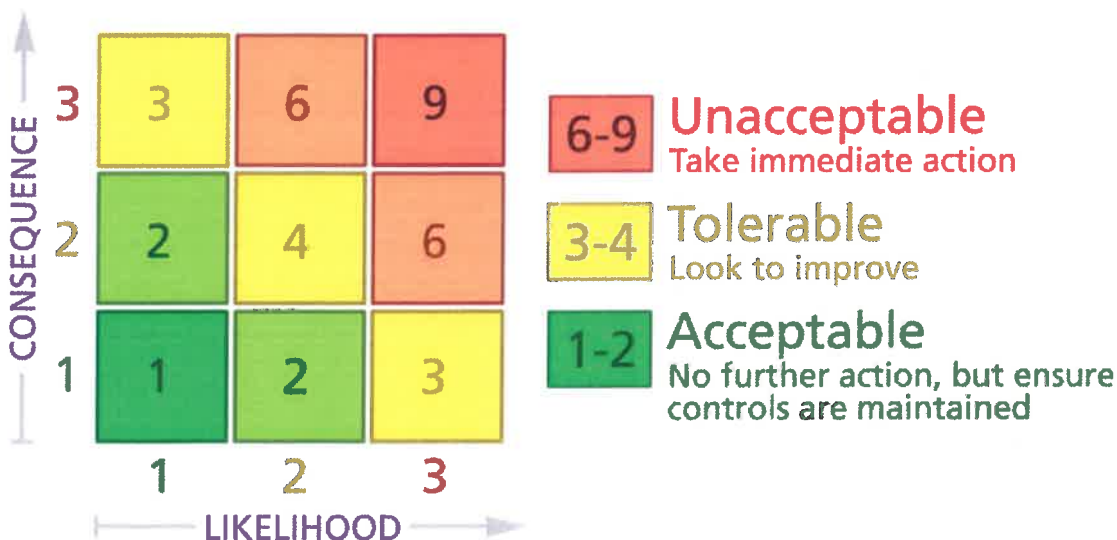 CONSEQUENCE
3
3
6
9
2
2
4
6
1
1
2
3
1
2
3
LIKELIHOOD
6-9
Unacceptable
Take immediate action
3-4
Tolerable
Look to improve
1-2
Acceptable
No further action, but ensure
controls are maintained